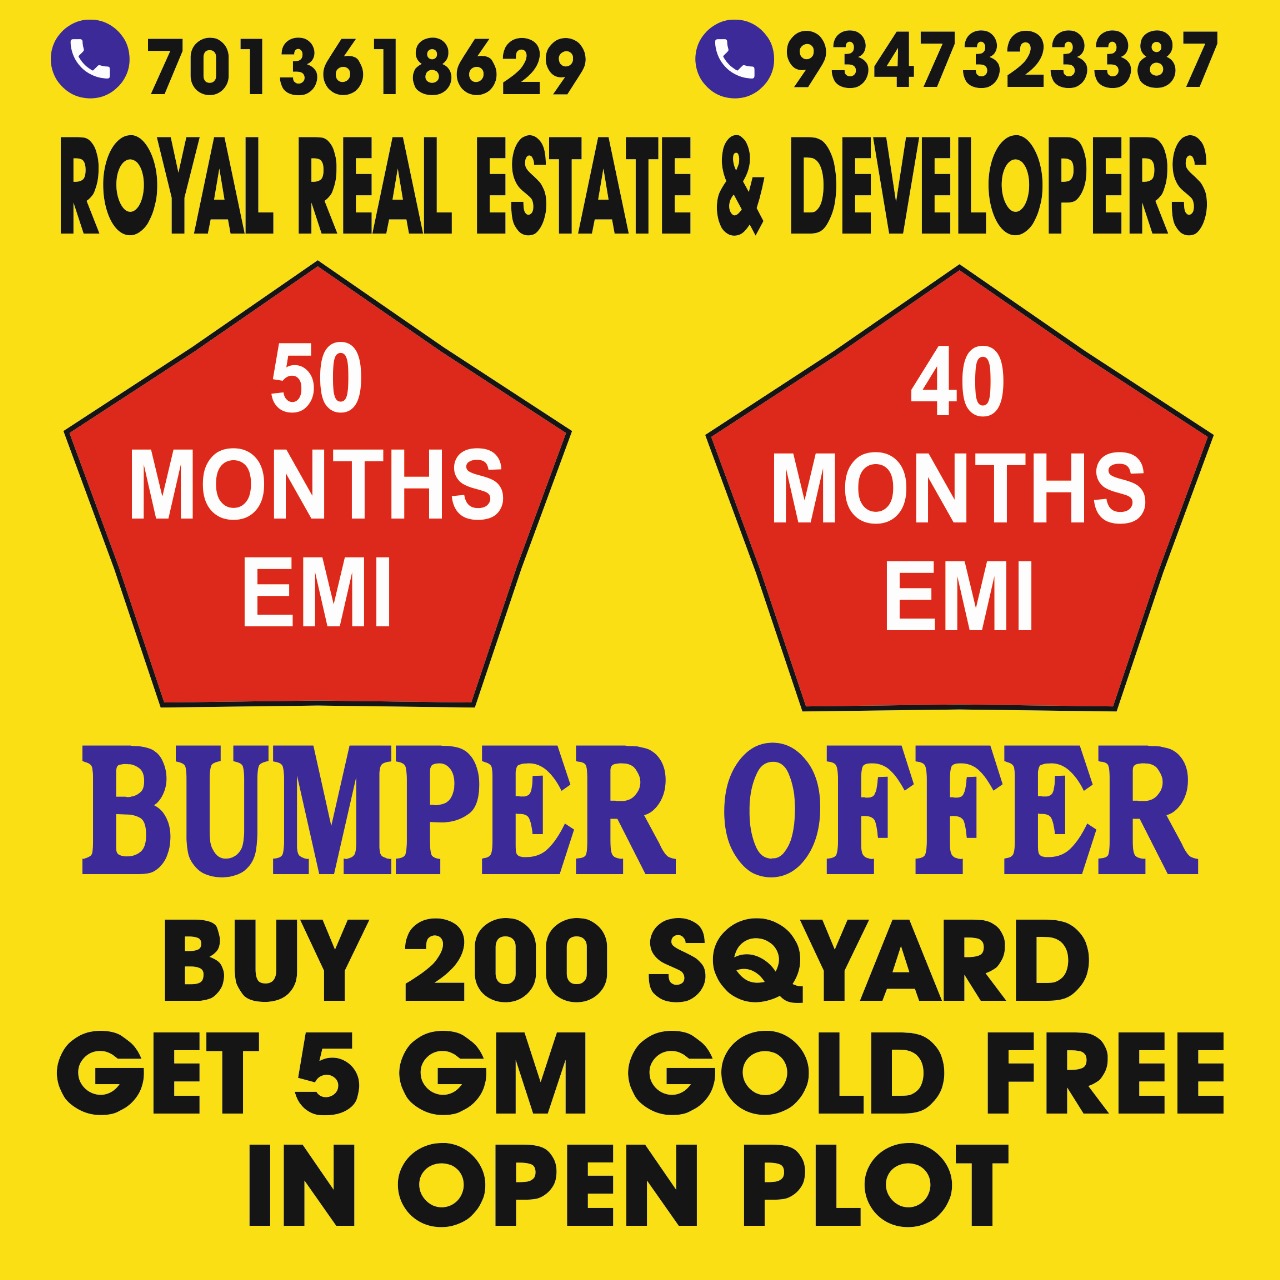 7013618629
9347323387
ROYAL REAL ESTATE & DEVELOPERS
50
MONTHS
EMI
40
MONTHS
EMI
BUMPER OFFER
BUY 200 SQYARD
GET 5 GM GOLD FREE
IN OPEN PLOT